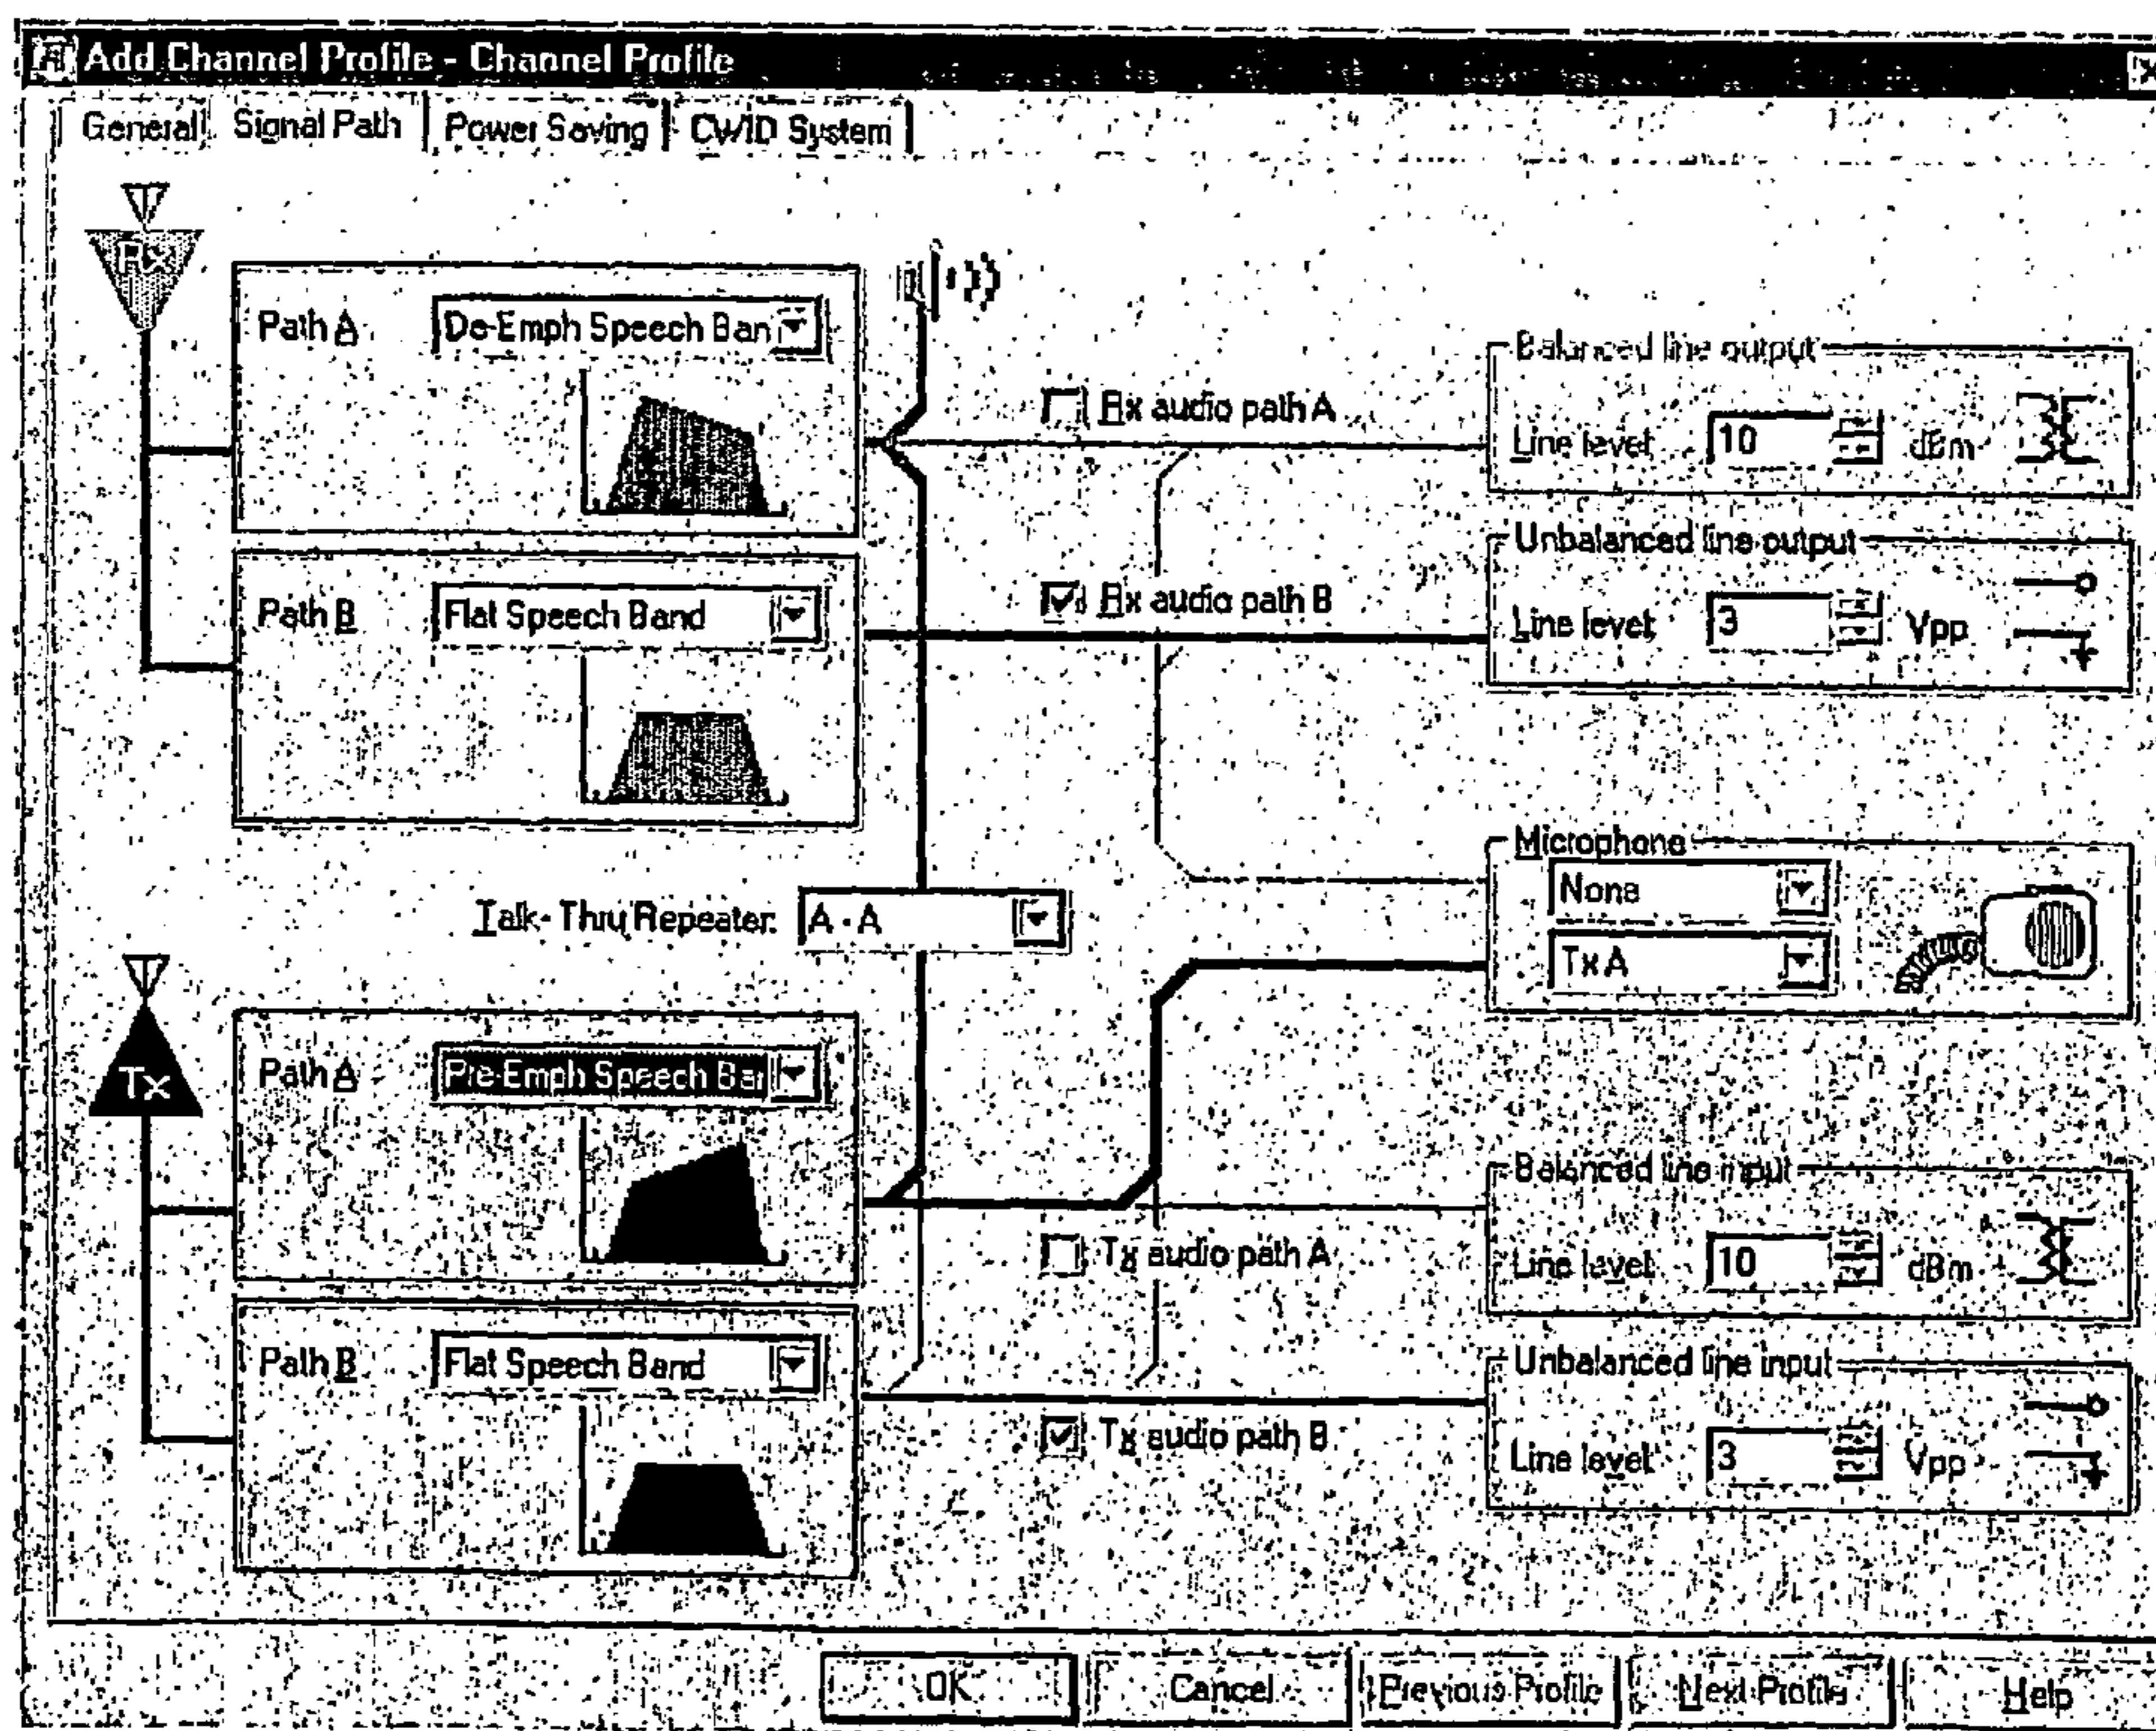 Add Channel Profile - Channel Profile
General
Signal Path
Power Saving
CWID System
Rx
Path A
De-Emph Speech Ban
Rx audio path A
Balanced line output
Line level
10
dBm
Path B
Flat Speech Band
Rx audio path B
Unbalanced line output
Line level
3
Vpp
Talk-Thru Repeater:
A - A
Microphone
None
Tx A
Tx
Path A
Pre-Emph Speech Bar
Tx audio path A
Balanced line input
Line level
10
dBm
Path B
Flat Speech Band
Tx audio path B
Unbalanced line input
Line level
3
Vpp
OK
Cancel
Previous Profile
Next Profile
Help